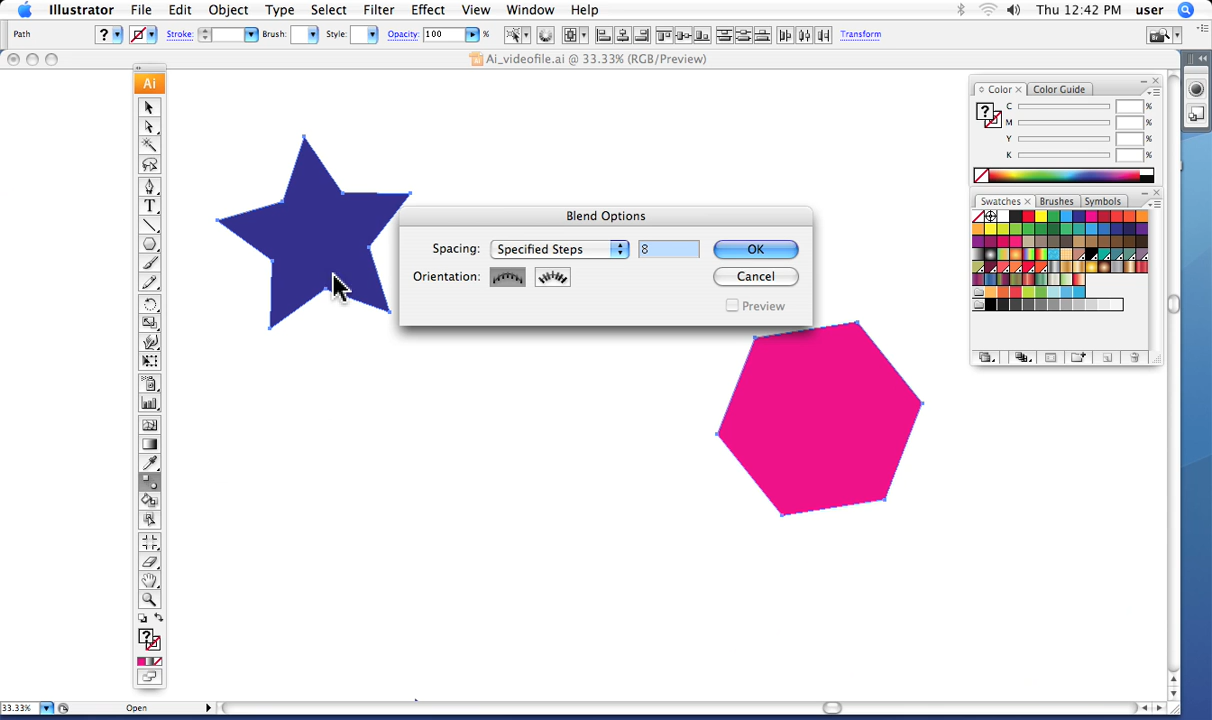 Illustrator File Edit Object Type Select Filter Effect View Window Help Thu 12:42 PM user
Path ? Stroke: Brush: Style: Opacity: 100 % Transform
Ai_videofile.ai @ 33.33% (RGB/Preview)
Ai
Color Color Guide
? C %
M %
Y %
K %
Swatches Brushes Symbols
Blend Options
Spacing: Specified Steps 8 OK
Orientation: Cancel
Preview
T
?
33.33% Open